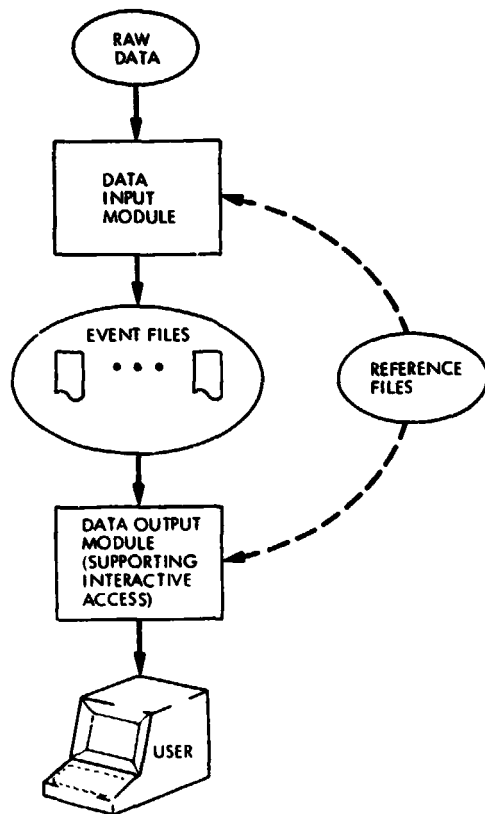 RAW
DATA
DATA
INPUT
MODULE
EVENT FILES
REFERENCE
FILES
DATA OUTPUT
MODULE
(SUPPORTING
INTERACTIVE
ACCESS)
USER